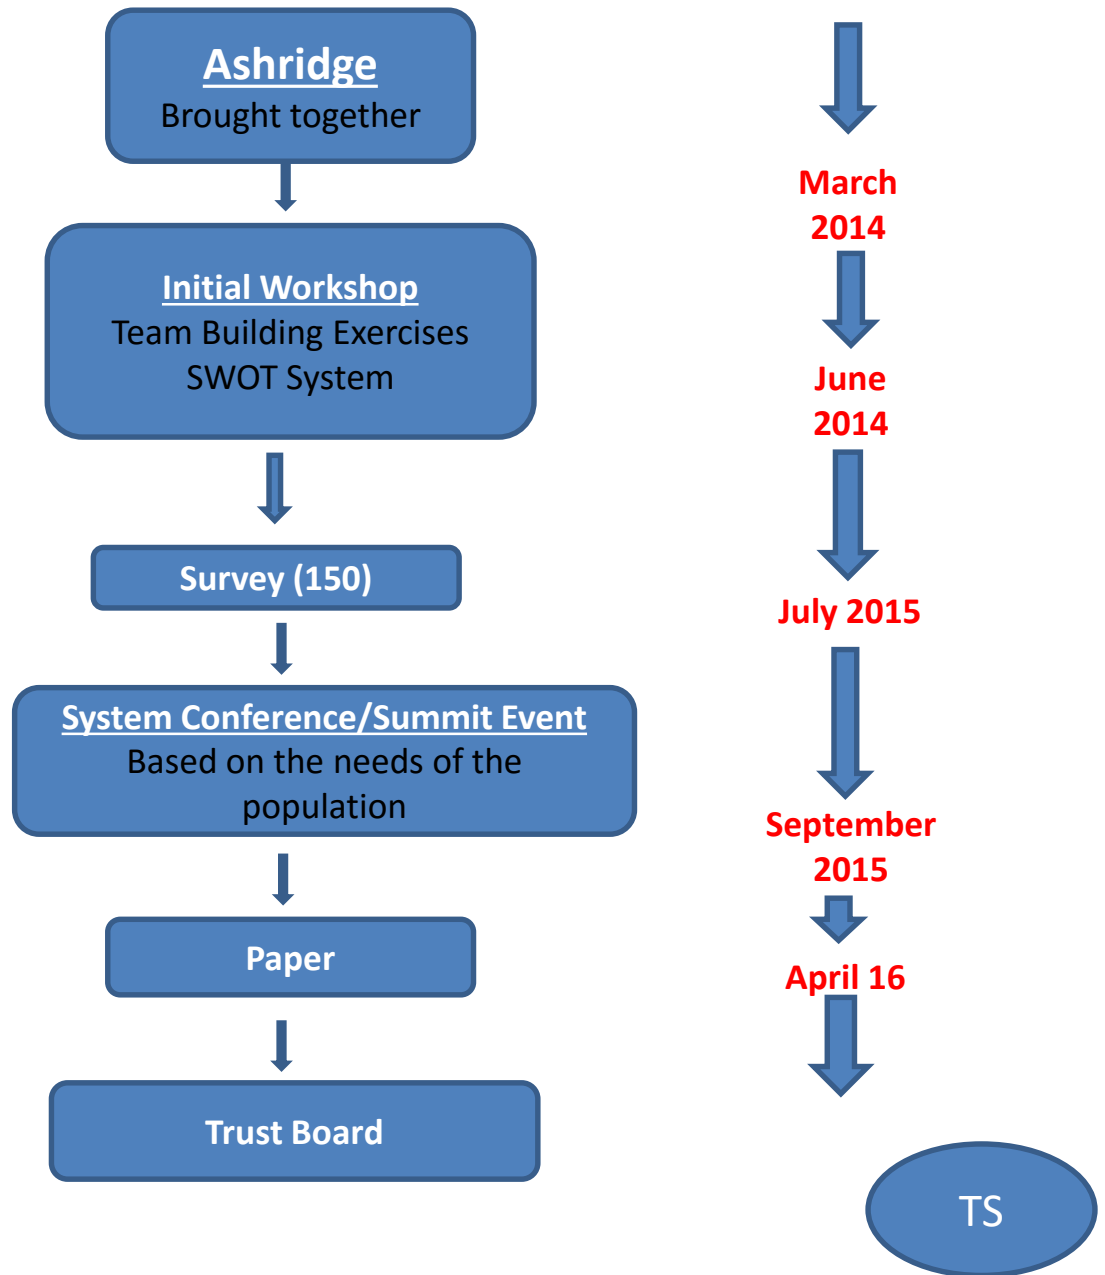 Ashridge
Brought together
Initial Workshop
Team Building Exercises
SWOT System
Survey (150)
System Conference/Summit Event
Based on the needs of the
population
Paper
Trust Board
March
2014
June
2014
July 2015
September
2015
April 16
TS